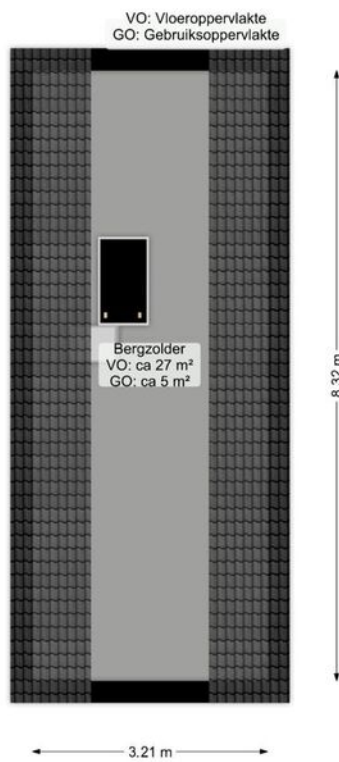 VO: Vloeroppervlakte
GO: Gebruiksoppervlakte
Bergzolder
VO: ca 27 m²
GO: ca 5 m²
8.32 m
3.21 m